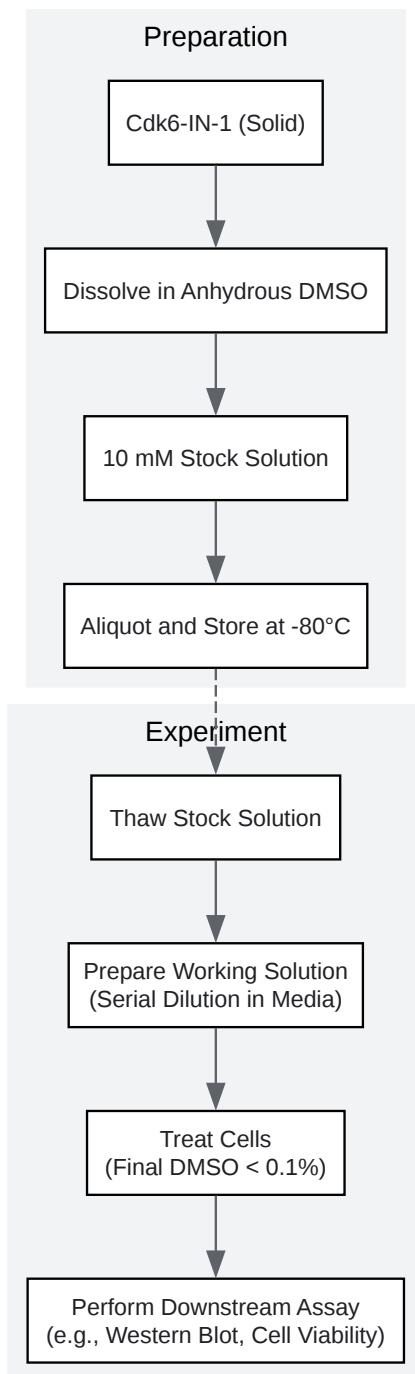 Preparation
Cdk6-IN-1 (Solid)
Dissolve in Anhydrous DMSO
10 mM Stock Solution
Aliquot and Store at -80°C
Experiment
Thaw Stock Solution
Prepare Working Solution
(Serial Dilution in Media)
Treat Cells
(Final DMSO < 0.1%)
Perform Downstream Assay
(e.g., Western Blot, Cell Viability)